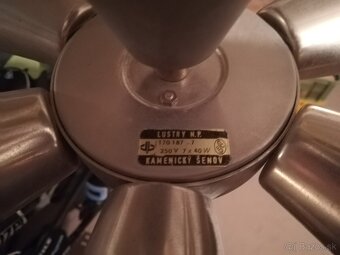 LUSTRY N.P.
170 187 .. 7
250 V 7 x 40 W
KAMENICKÝ ŠENOV